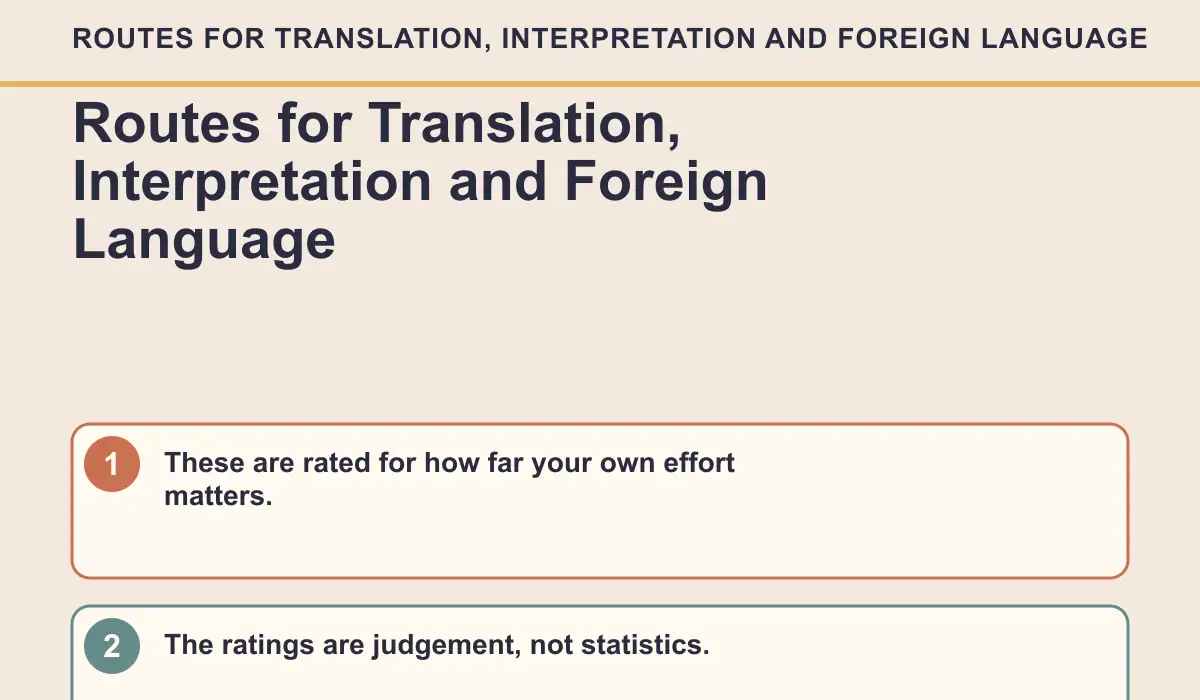 ROUTES FOR TRANSLATION, INTERPRETATION AND FOREIGN LANGUAGE
Routes for Translation,
Interpretation and Foreign
Language
1
These are rated for how far your own effort
matters.
2
The ratings are judgement, not statistics.